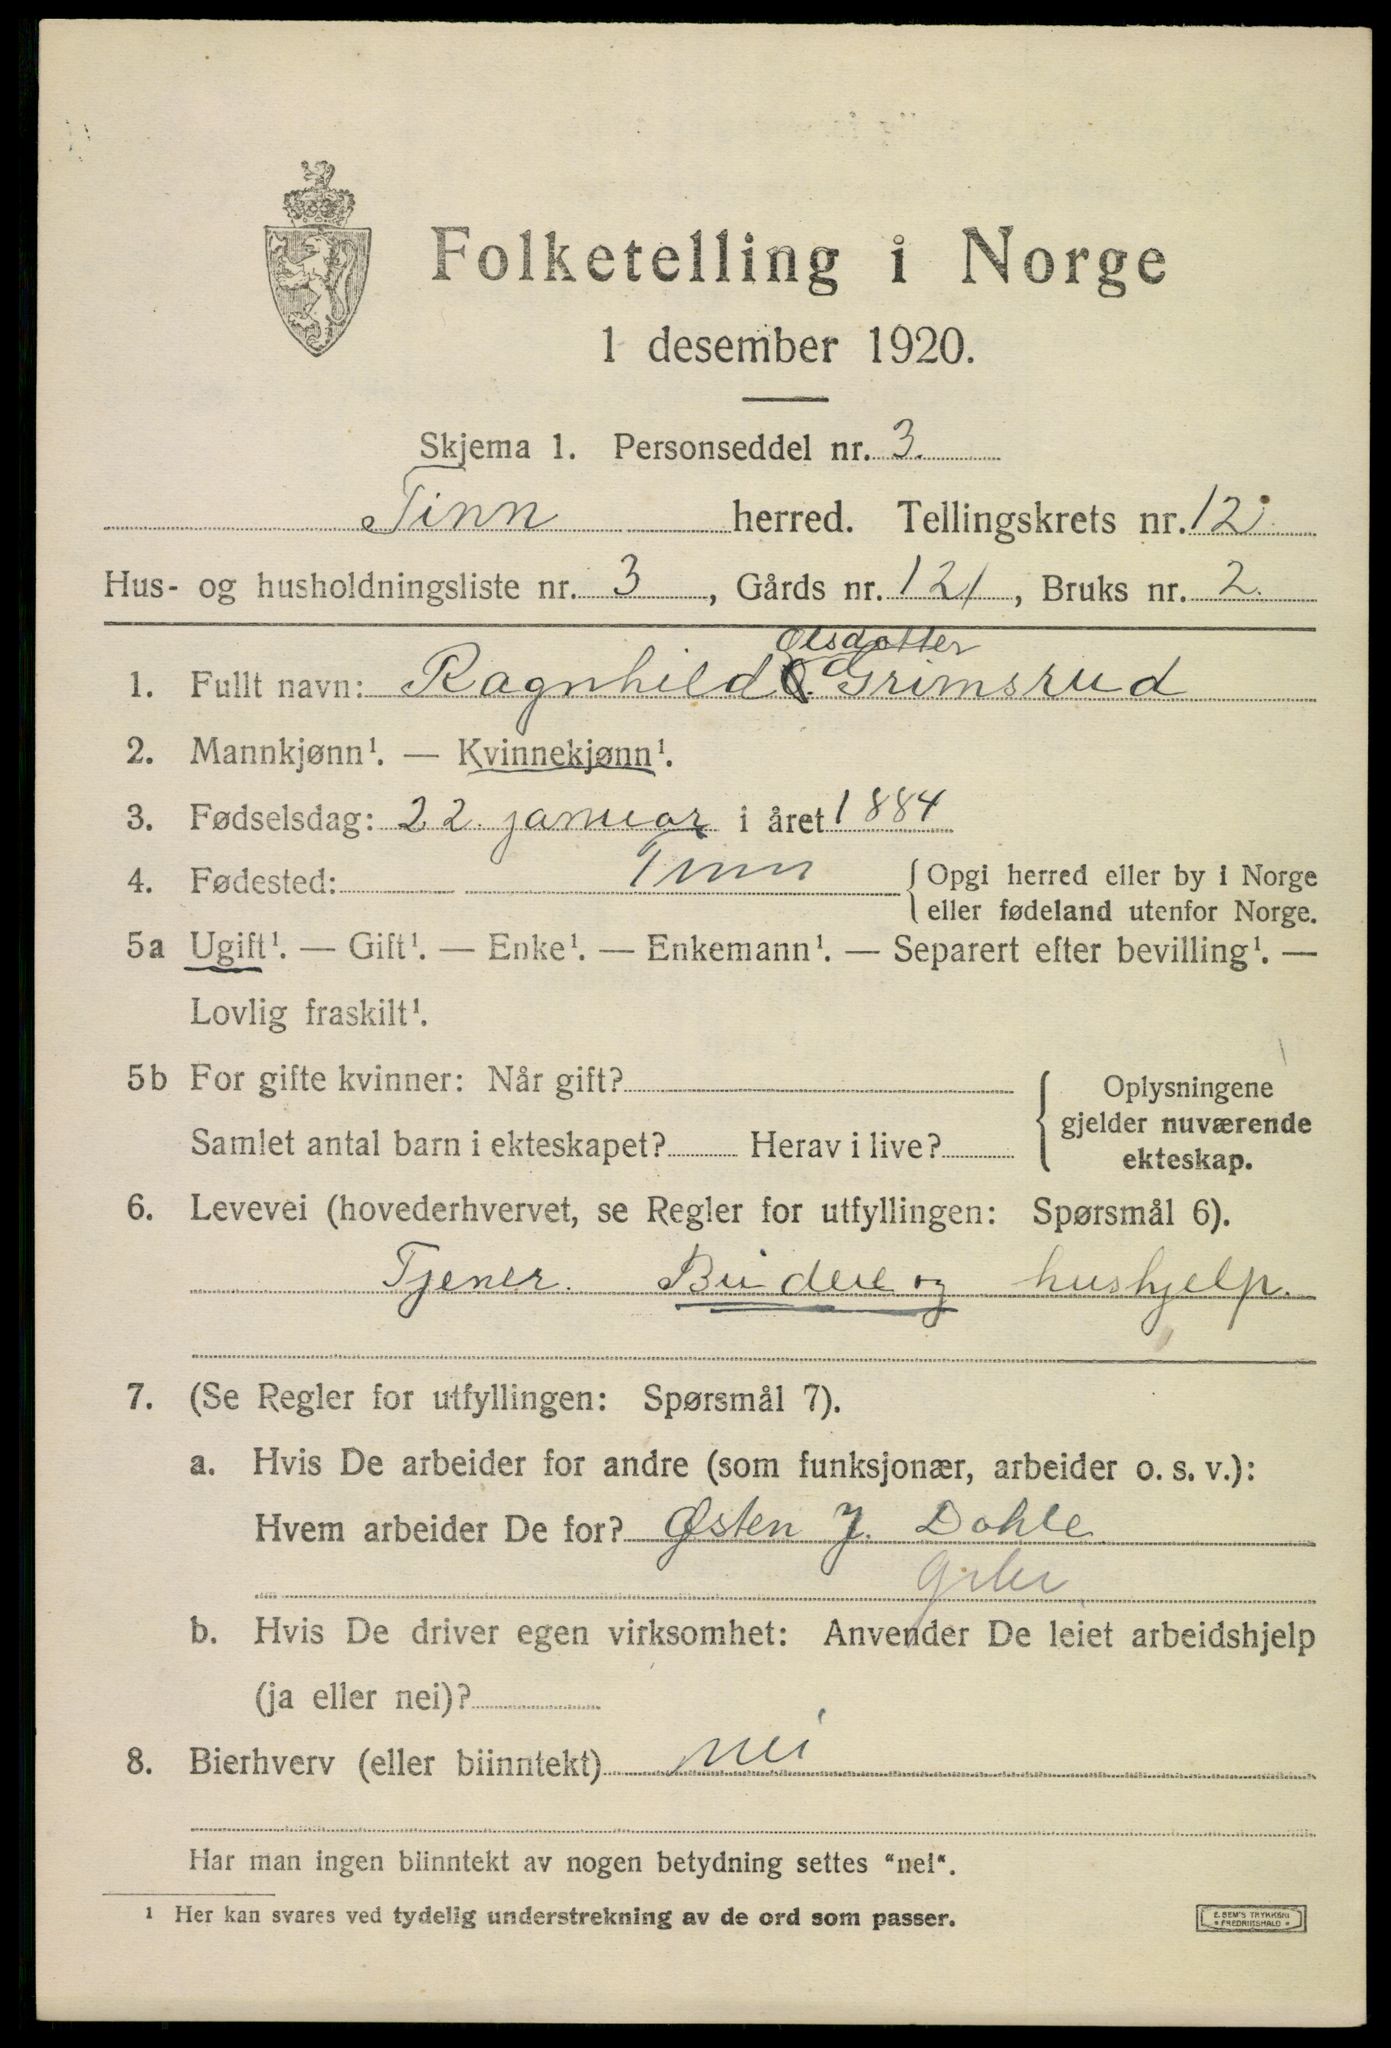 Folketelling i Norge
1 desember 1920.
Skjema 1. Personseddel nr. 3.
Tinn herred. Tellingskrets nr. 12.
Hus- og husholdningsliste nr. 3, Gårds nr. 121, Bruks nr. 2.
Olsdotter
1. Fullt navn: Ragnhild O. Grimsrud
2. Mannkjønn¹. — Kvinnekjønn¹.
3. Fødselsdag: 22. januar i året 1884
4. Fødested: Tinn { Opgi herred eller by i Norge
eller fødeland utenfor Norge.
5a Ugift¹. — Gift¹. — Enke¹. — Enkemann¹. — Separert efter bevilling¹. —
Lovlig fraskilt¹.
5b For gifte kvinner: Når gift?
Samlet antal barn i ekteskapet? Herav i live?
{ Oplysningene
gjelder nuværende
ekteskap.
6. Levevei (hovederhvervet, se Regler for utfyllingen: Spørsmål 6).
Tjener. Budeie og hushjelp.
7. (Se Regler for utfyllingen: Spørsmål 7).
a. Hvis De arbeider for andre (som funksjonær, arbeider o. s. v.):
Hvem arbeider De for? Østen J. Dohle
b. Hvis De driver egen virksomhet: Anvender De leiet arbeidshjelp
(ja eller nei)?
8. Bierhverv (eller biinntekt) nei
Har man ingen biinntekt av nogen betydning settes "nei".
¹ Her kan svares ved tydelig understrekning av de ord som passer.
E. SEM'S TRYKKERI
FREDRIKSHALD